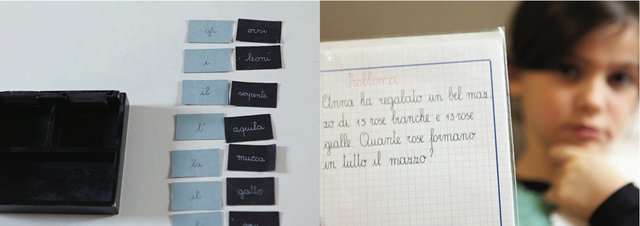 gli orsi
i leoni
il serpente
l' aquila
la mucca
il gallo
Problema
Anna ha regalato un bel maz
zo di 15 rose bianche e 13 rose
gialle. Quante rose formano
in tutto il mazzo?